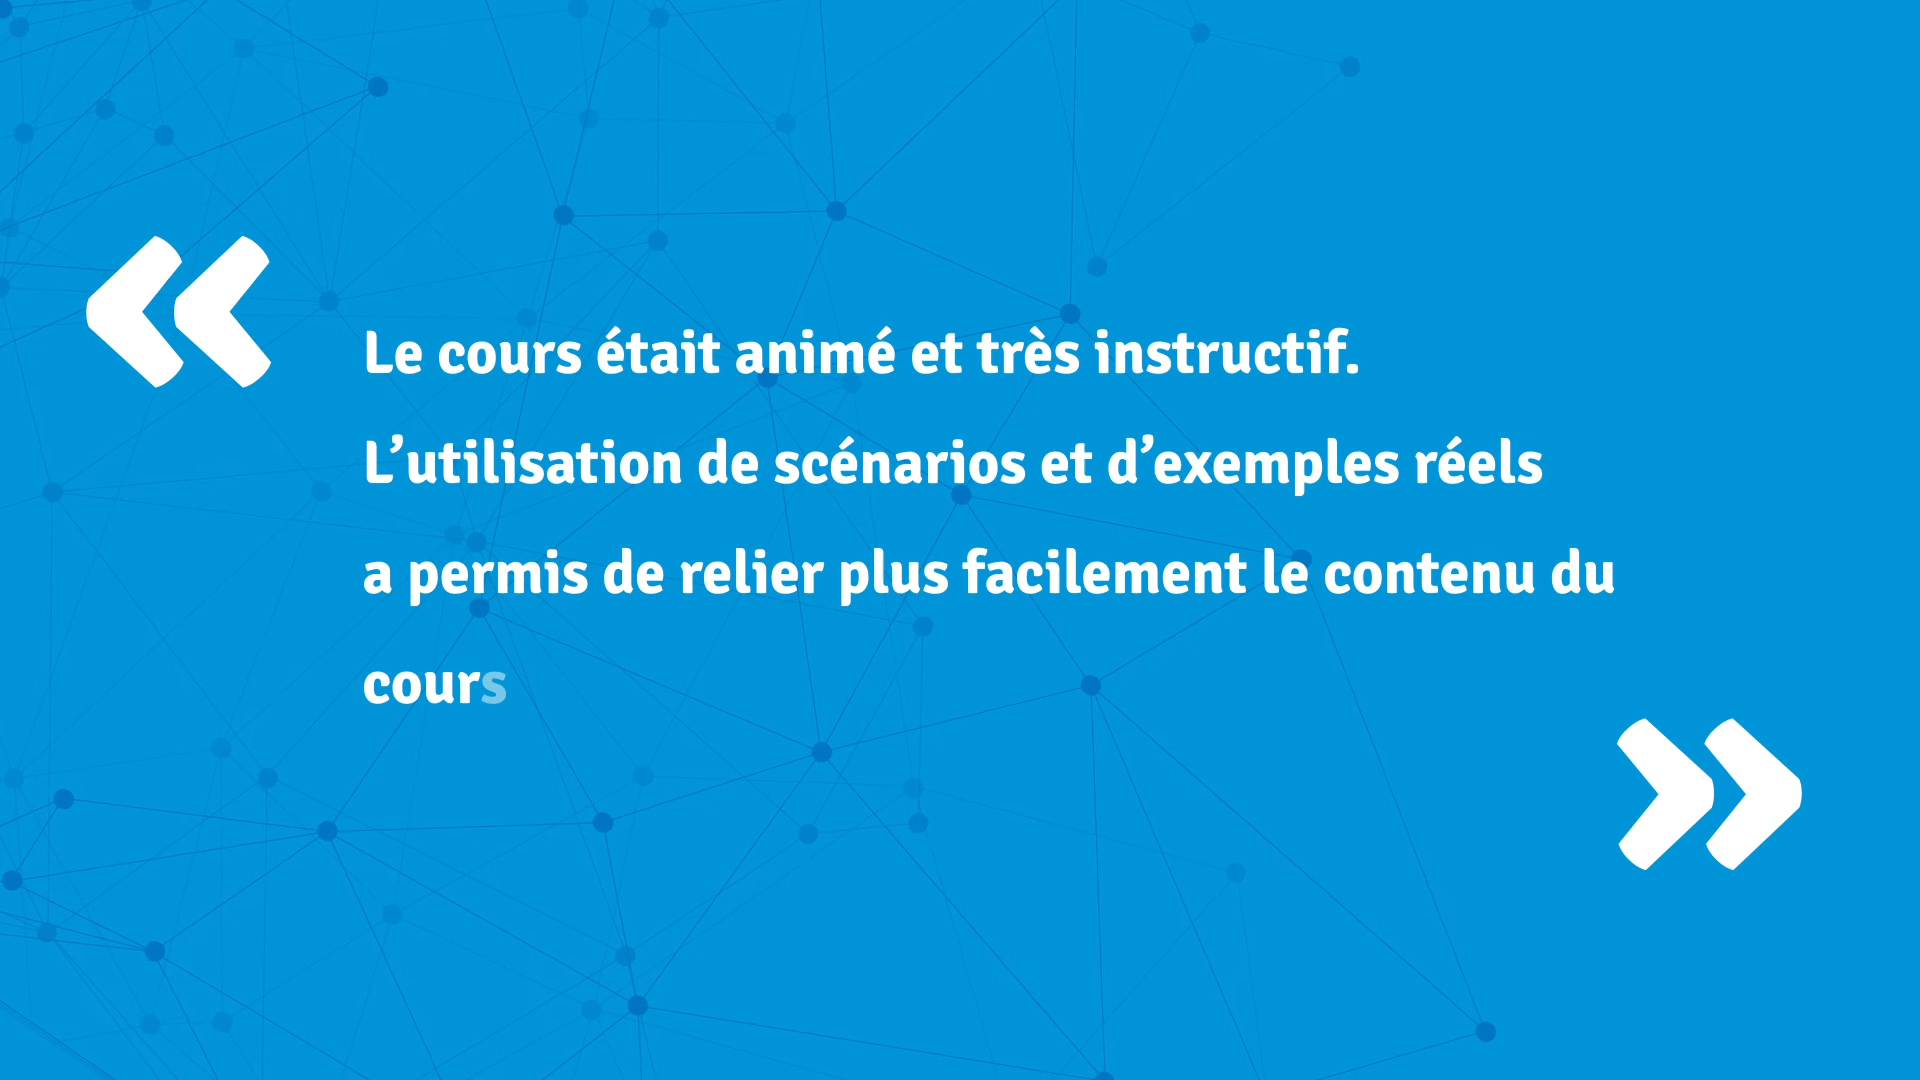 «
Le cours était animé et très instructif.
L’utilisation de scénarios et d’exemples réels
a permis de relier plus facilement le contenu du
cours
»